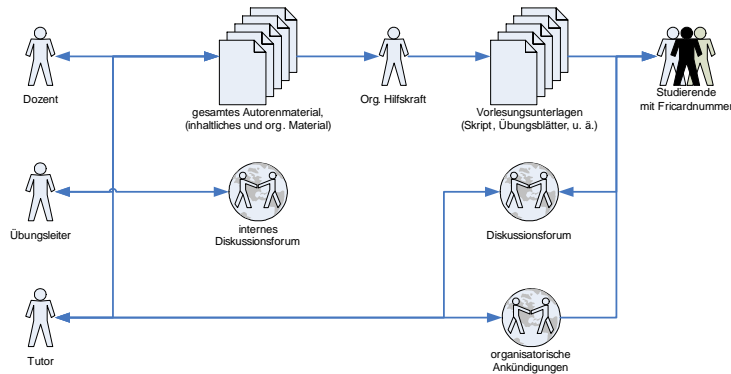 Dozent
gesamtes Autorenmaterial,
(inhaltliches und org. Material)
Org. Hilfskraft
Vorlesungsunterlagen
(Skript, Übungsblätter, u. ä.)
Studierende
mit Fricardnummer
Übungsleiter
internes
Diskussionsforum
Diskussionsforum
Tutor
organisatorische
Ankündigungen